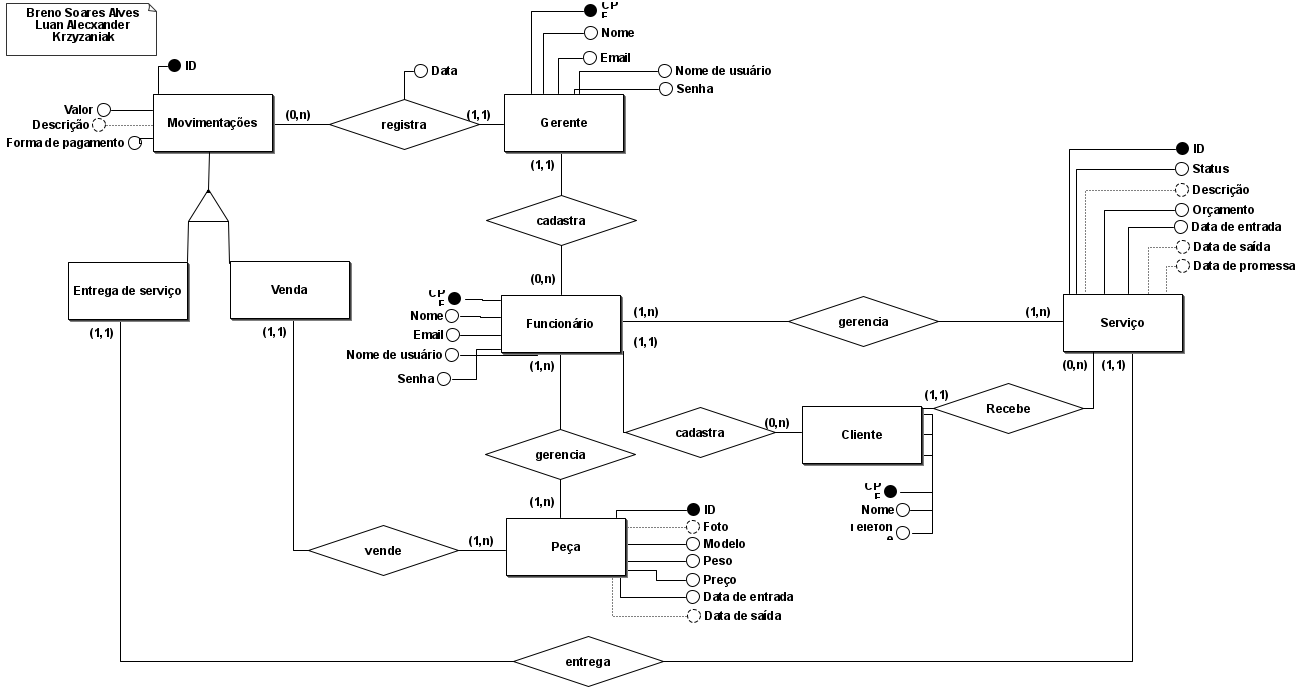 Breno Soares Alves
Luan Alecxander
Krzyzaniak
ID
Valor
Descrição
Forma de pagamento
Movimentações
(0,n)
Data
registra
(1,1)
CP
F
Nome
Email
Nome de usuário
Senha
Gerente
(1,1)
cadastra
(0,n)
Entrega de serviço
(1,1)
Venda
(1,1)
CP
F
Nome
Email
Nome de usuário
Senha
Funcionário
(1,n)
(1,1)
(1,n)
gerencia
(1,n)
ID
Status
Descrição
Orçamento
Data de entrada
Data de saída
Data de promessa
Serviço
(0,n)
(1,1)
(1,1)
Recebe
cadastra
(0,n)
Cliente
CP
F
Nome
Telefon
e
gerencia
(1,n)
vende
(1,n)
Peça
ID
Foto
Modelo
Peso
Preço
Data de entrada
Data de saída
entrega